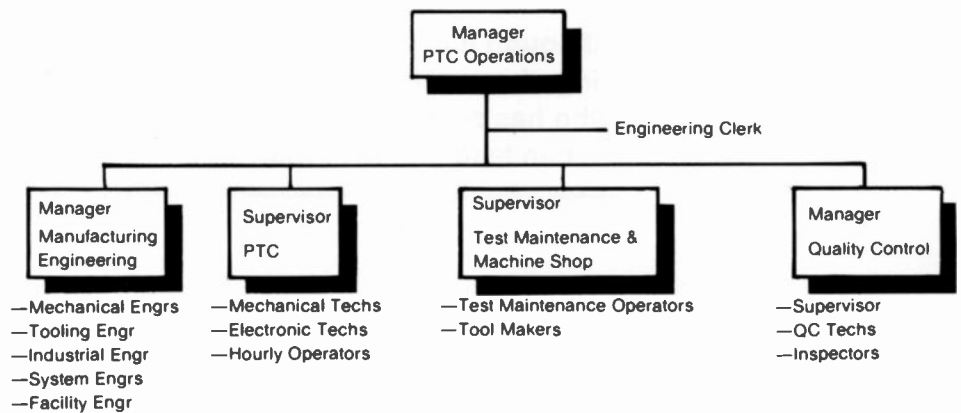 Manager
PTC Operations
Engineering Clerk
Manager
Manufacturing
Engineering
—Mechanical Engrs
—Tooling Engr
—Industrial Engr
—System Engrs
—Facility Engr
Supervisor
PTC
—Mechanical Techs
—Electronic Techs
—Hourly Operators
Supervisor
Test Maintenance &
Machine Shop
—Test Maintenance Operators
—Tool Makers
Manager
Quality Control
—Supervisor
—QC Techs
—Inspectors